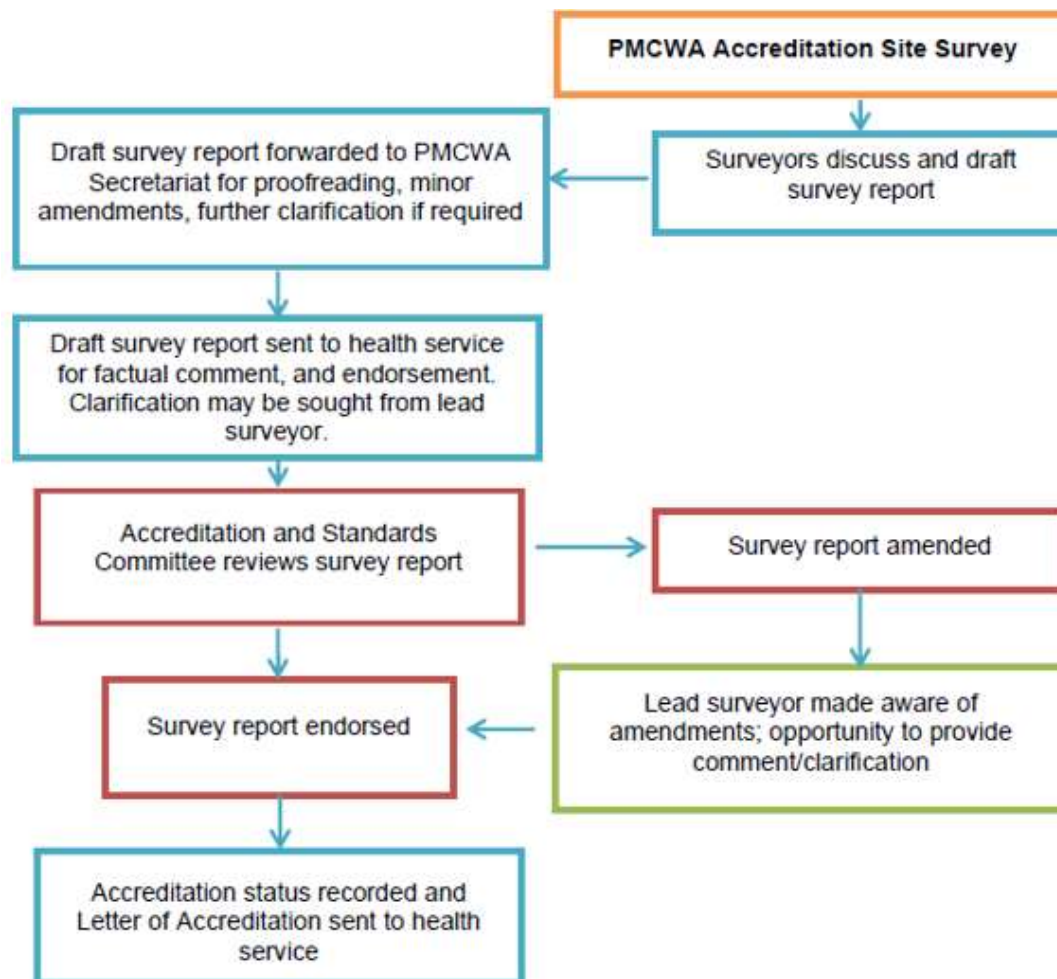 PMCWA Accreditation Site Survey
Surveyors discuss and draft
survey report
Draft survey report forwarded to PMCWA
Secretariat for proofreading, minor
amendments, further clarification if required
Draft survey report sent to health service
for factual comment, and endorsement.
Clarification may be sought from lead
surveyor.
Accreditation and Standards
Committee reviews survey report
Survey report amended
Lead surveyor made aware of
amendments; opportunity to provide
comment/clarification
Survey report endorsed
Accreditation status recorded and
Letter of Accreditation sent to health
service